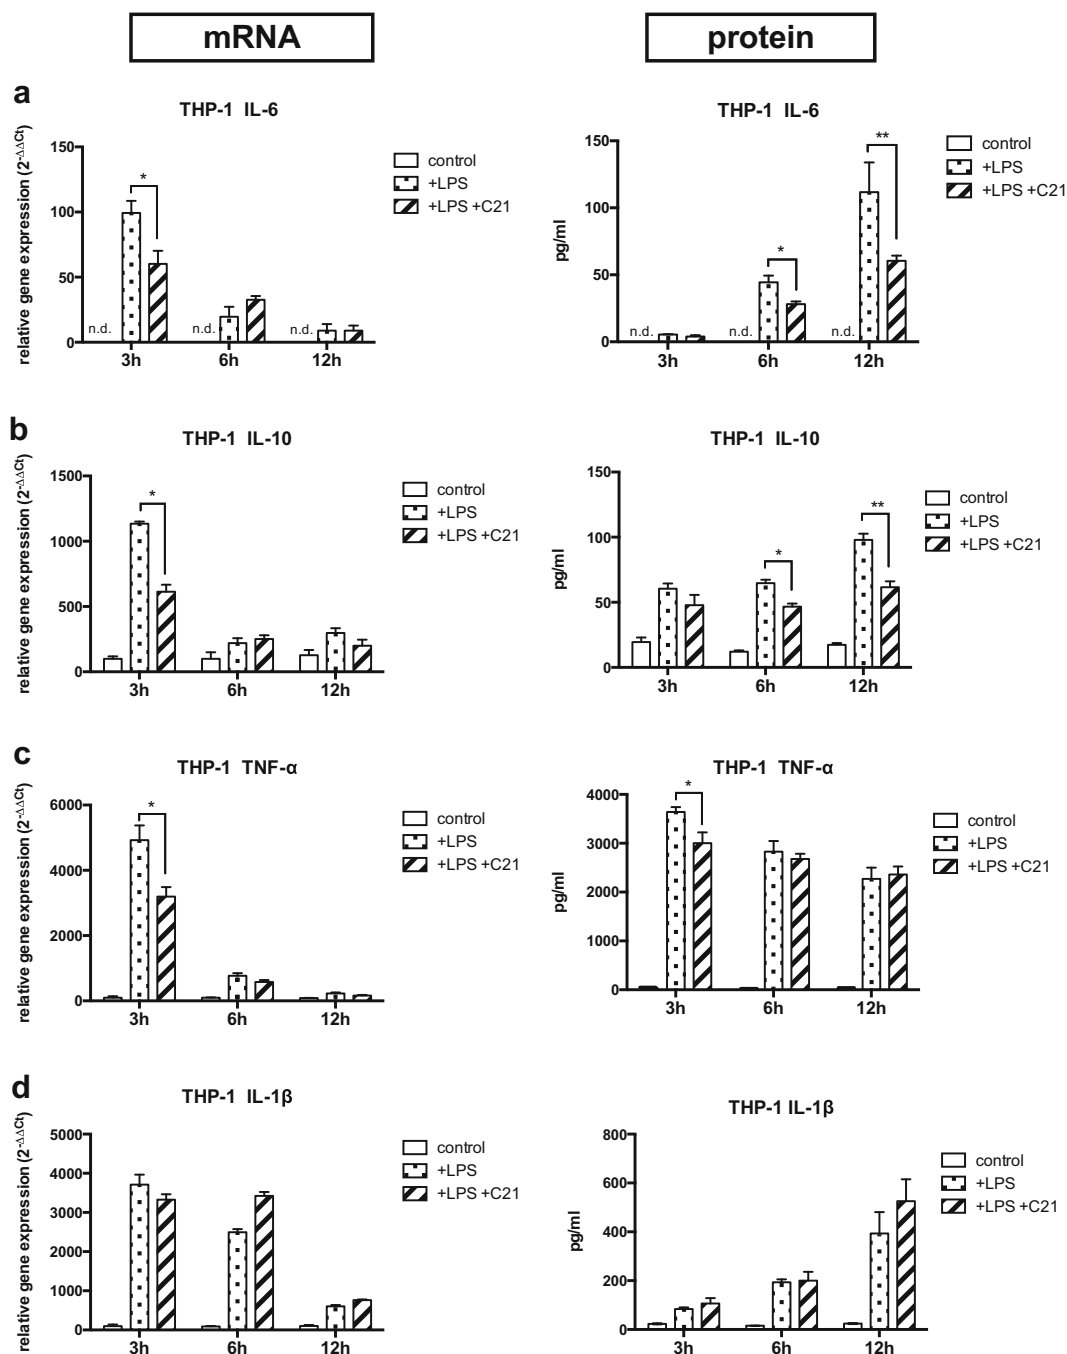 mRNA
protein
a
THP-1 IL-6
relative gene expression (2-ΔΔCt)
150
100
50
0
n.d.
n.d.
n.d.
*
3h
6h
12h
control
+LPS
+LPS +C21
THP-1 IL-6
pg/ml
150
100
50
0
n.d.
n.d.
n.d.
*
**
3h
6h
12h
control
+LPS
+LPS +C21
b
THP-1 IL-10
relative gene expression (2-ΔΔCt)
1500
1000
500
0
*
3h
6h
12h
control
+LPS
+LPS +C21
THP-1 IL-10
pg/ml
150
100
50
0
*
**
3h
6h
12h
control
+LPS
+LPS +C21
c
THP-1 TNF-α
relative gene expression (2-ΔΔCt)
6000
4000
2000
0
*
3h
6h
12h
control
+LPS
+LPS +C21
THP-1 TNF-α
pg/ml
4000
3000
2000
1000
0
*
3h
6h
12h
control
+LPS
+LPS +C21
d
THP-1 IL-1β
relative gene expression (2-ΔΔCt)
5000
4000
3000
2000
1000
0
3h
6h
12h
control
+LPS
+LPS +C21
THP-1 IL-1β
pg/ml
800
600
400
200
0
3h
6h
12h
control
+LPS
+LPS +C21